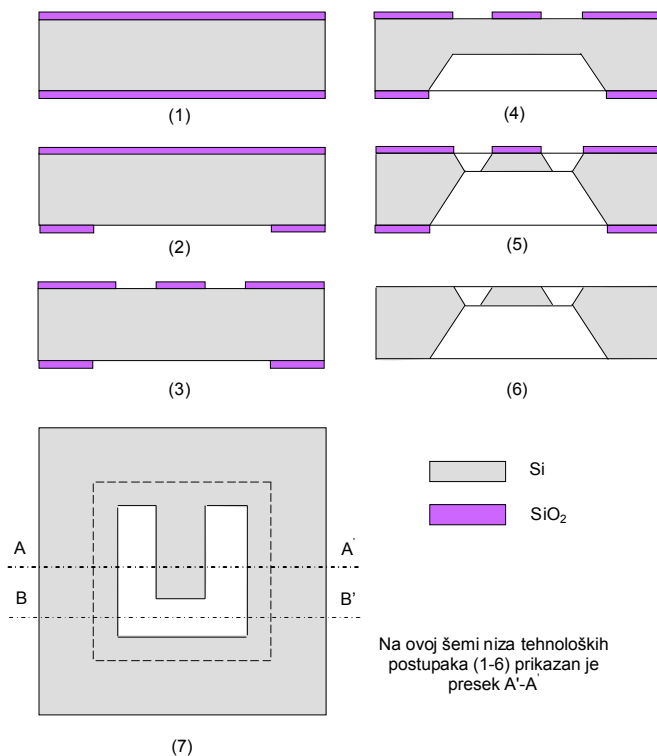 (1)
(4)
(2)
(5)
(3)
(6)
Si
SiO₂
A
A'
B
B'
Na ovoj šemi niza tehnoloških
postupaka (1-6) prikazan je
presek A'-A'
(7)